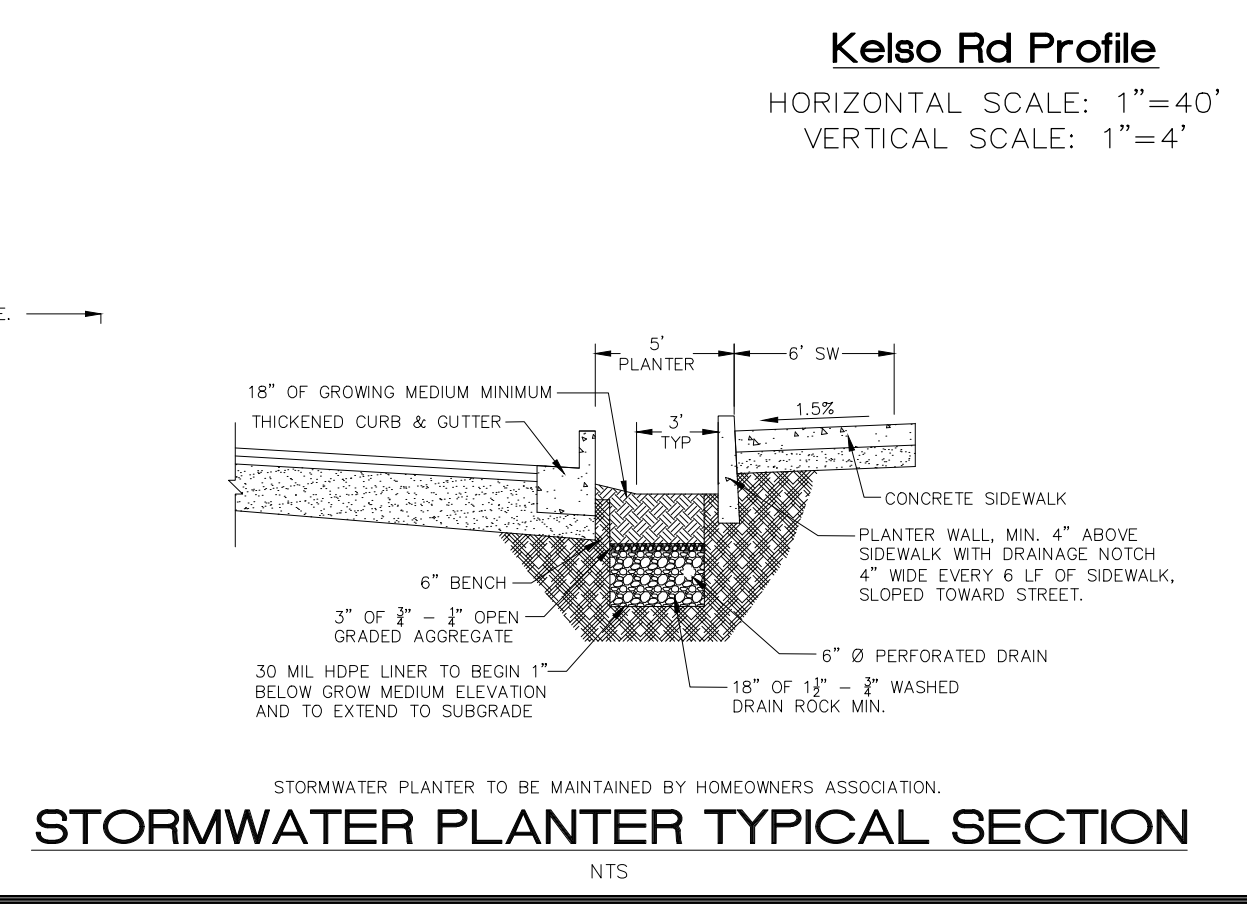 Kelso Rd Profile
HORIZONTAL SCALE: 1"=40'
VERTICAL SCALE: 1"=4'
E.
5'
PLANTER
6' SW
18" OF GROWING MEDIUM MINIMUM
THICKENED CURB & GUTTER
3'
TYP
1.5%
CONCRETE SIDEWALK
PLANTER WALL, MIN. 4" ABOVE
SIDEWALK WITH DRAINAGE NOTCH
4" WIDE EVERY 6 LF OF SIDEWALK,
SLOPED TOWARD STREET.
6" BENCH
3" OF 3/4" - 1/4" OPEN
GRADED AGGREGATE
30 MIL HDPE LINER TO BEGIN 1"
BELOW GROW MEDIUM ELEVATION
AND TO EXTEND TO SUBGRADE
6" Ø PERFORATED DRAIN
18" OF 1 1/2" - 3/4" WASHED
DRAIN ROCK MIN.
STORMWATER PLANTER TO BE MAINTAINED BY HOMEOWNERS ASSOCIATION.
STORMWATER PLANTER TYPICAL SECTION
NTS